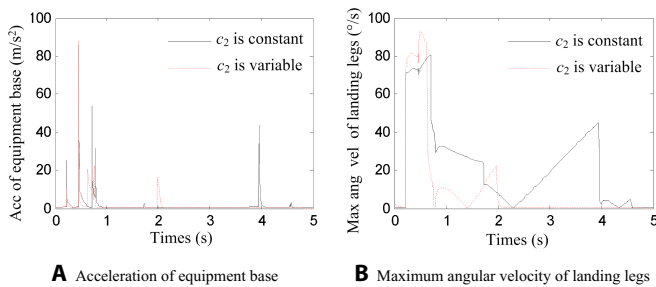 Acc of equipment base (m/s²)
100
80
60
40
20
0
0 1 2 3 4 5
Times (s)
c₂ is constant
c₂ is variable
A Acceleration of equipment base
Max ang vel of landing legs (°/s)
100
80
60
40
20
0
0 1 2 3 4 5
Times (s)
c₂ is constant
c₂ is variable
B Maximum angular velocity of landing legs